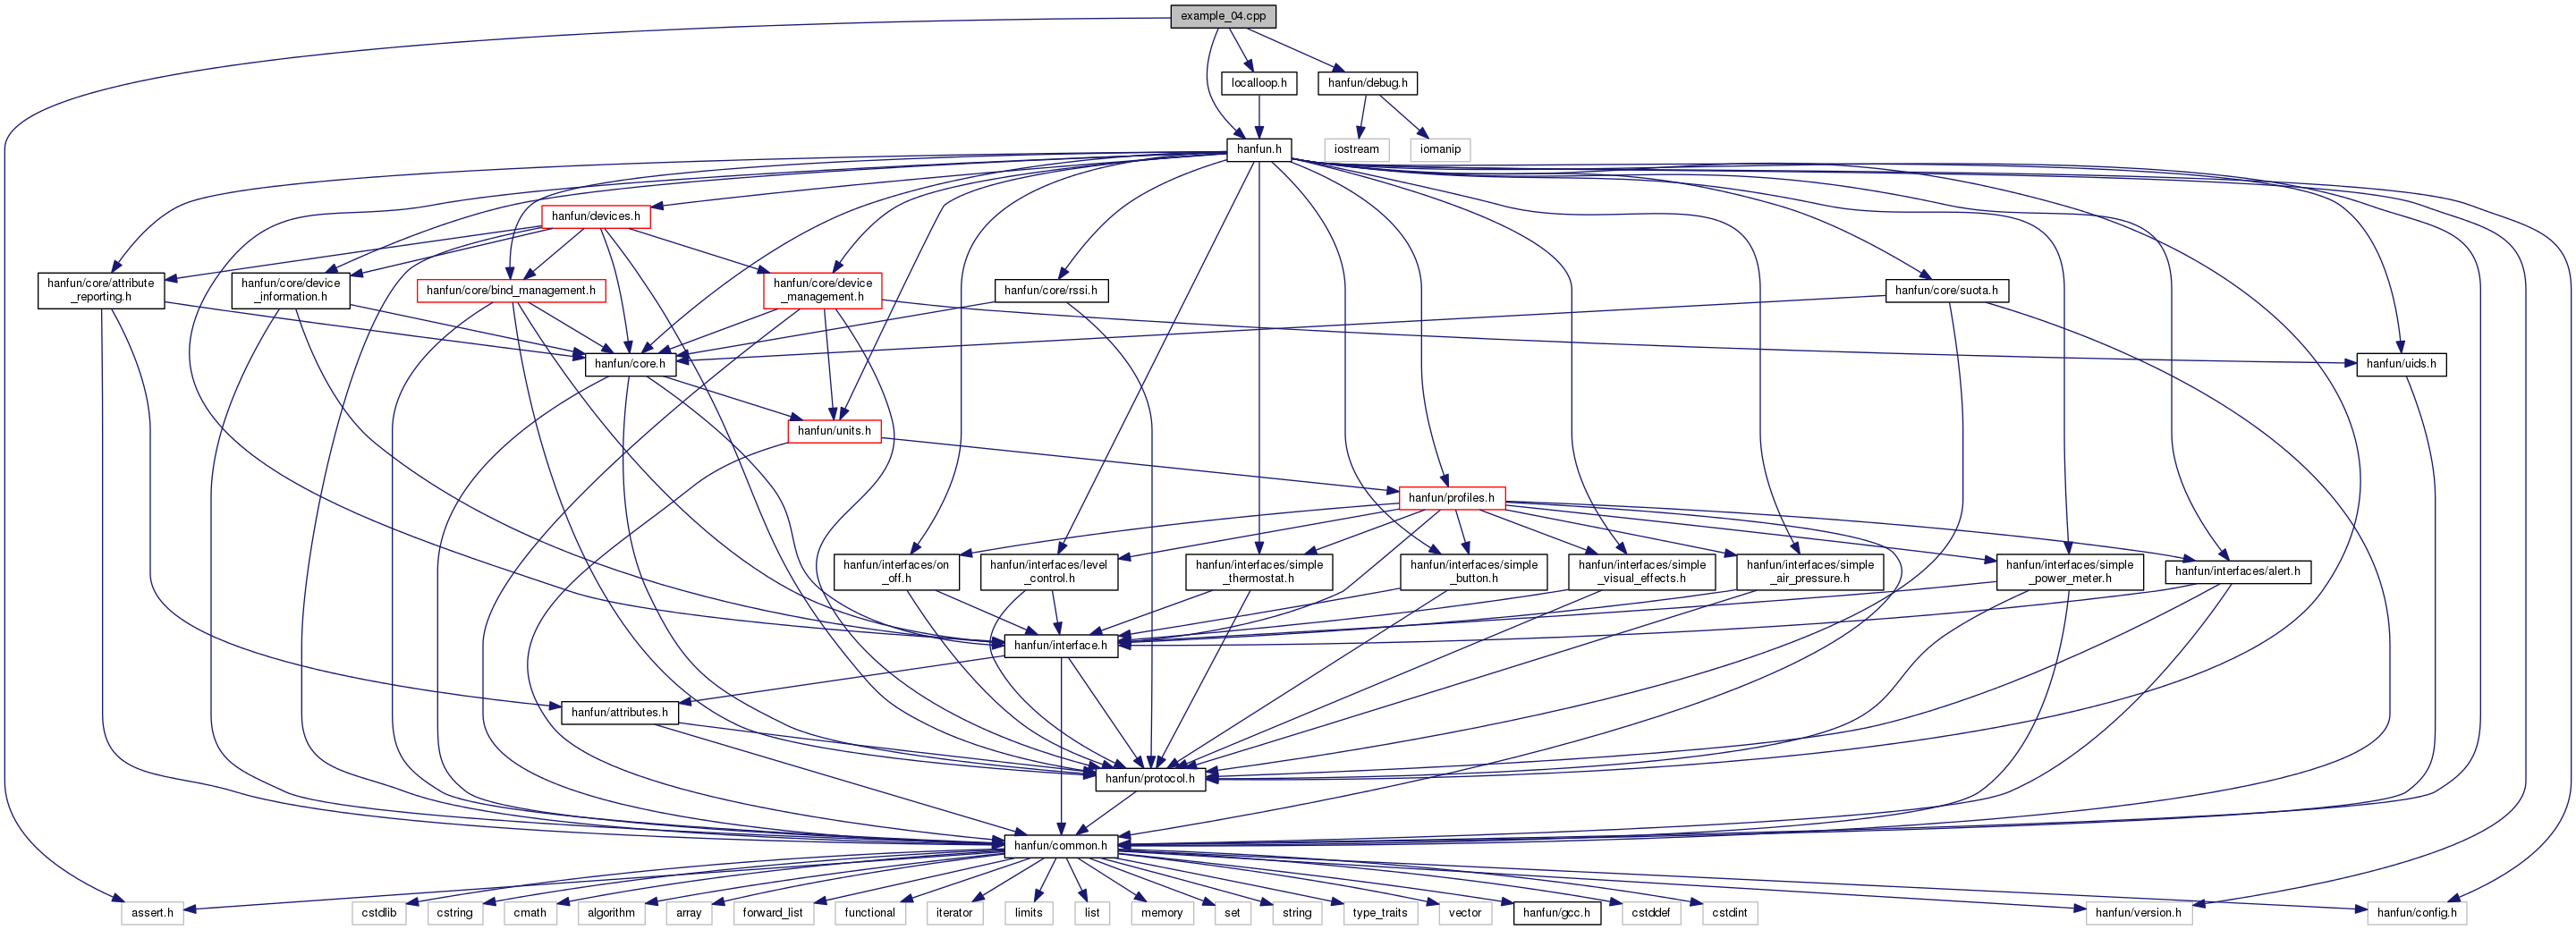 example_04.cpp
localloop.h
hanfun/debug.h
hanfun.h
iostream
iomanip
hanfun/devices.h
hanfun/core/attribute
_reporting.h
hanfun/core/device
_information.h
hanfun/core/bind_management.h
hanfun/core/device
_management.h
hanfun/core/rssi.h
hanfun/core/suota.h
hanfun/core.h
hanfun/uids.h
hanfun/units.h
hanfun/profiles.h
hanfun/interfaces/on
_off.h
hanfun/interfaces/level
_control.h
hanfun/interfaces/simple
_thermostat.h
hanfun/interfaces/simple
_button.h
hanfun/interfaces/simple
_visual_effects.h
hanfun/interfaces/simple
_air_pressure.h
hanfun/interfaces/simple
_power_meter.h
hanfun/interfaces/alert.h
hanfun/interface.h
hanfun/attributes.h
hanfun/protocol.h
hanfun/common.h
assert.h
cstdlib
cstring
cmath
algorithm
array
forward_list
functional
iterator
limits
list
memory
set
string
type_traits
vector
hanfun/gcc.h
cstddef
cstdint
hanfun/version.h
hanfun/config.h